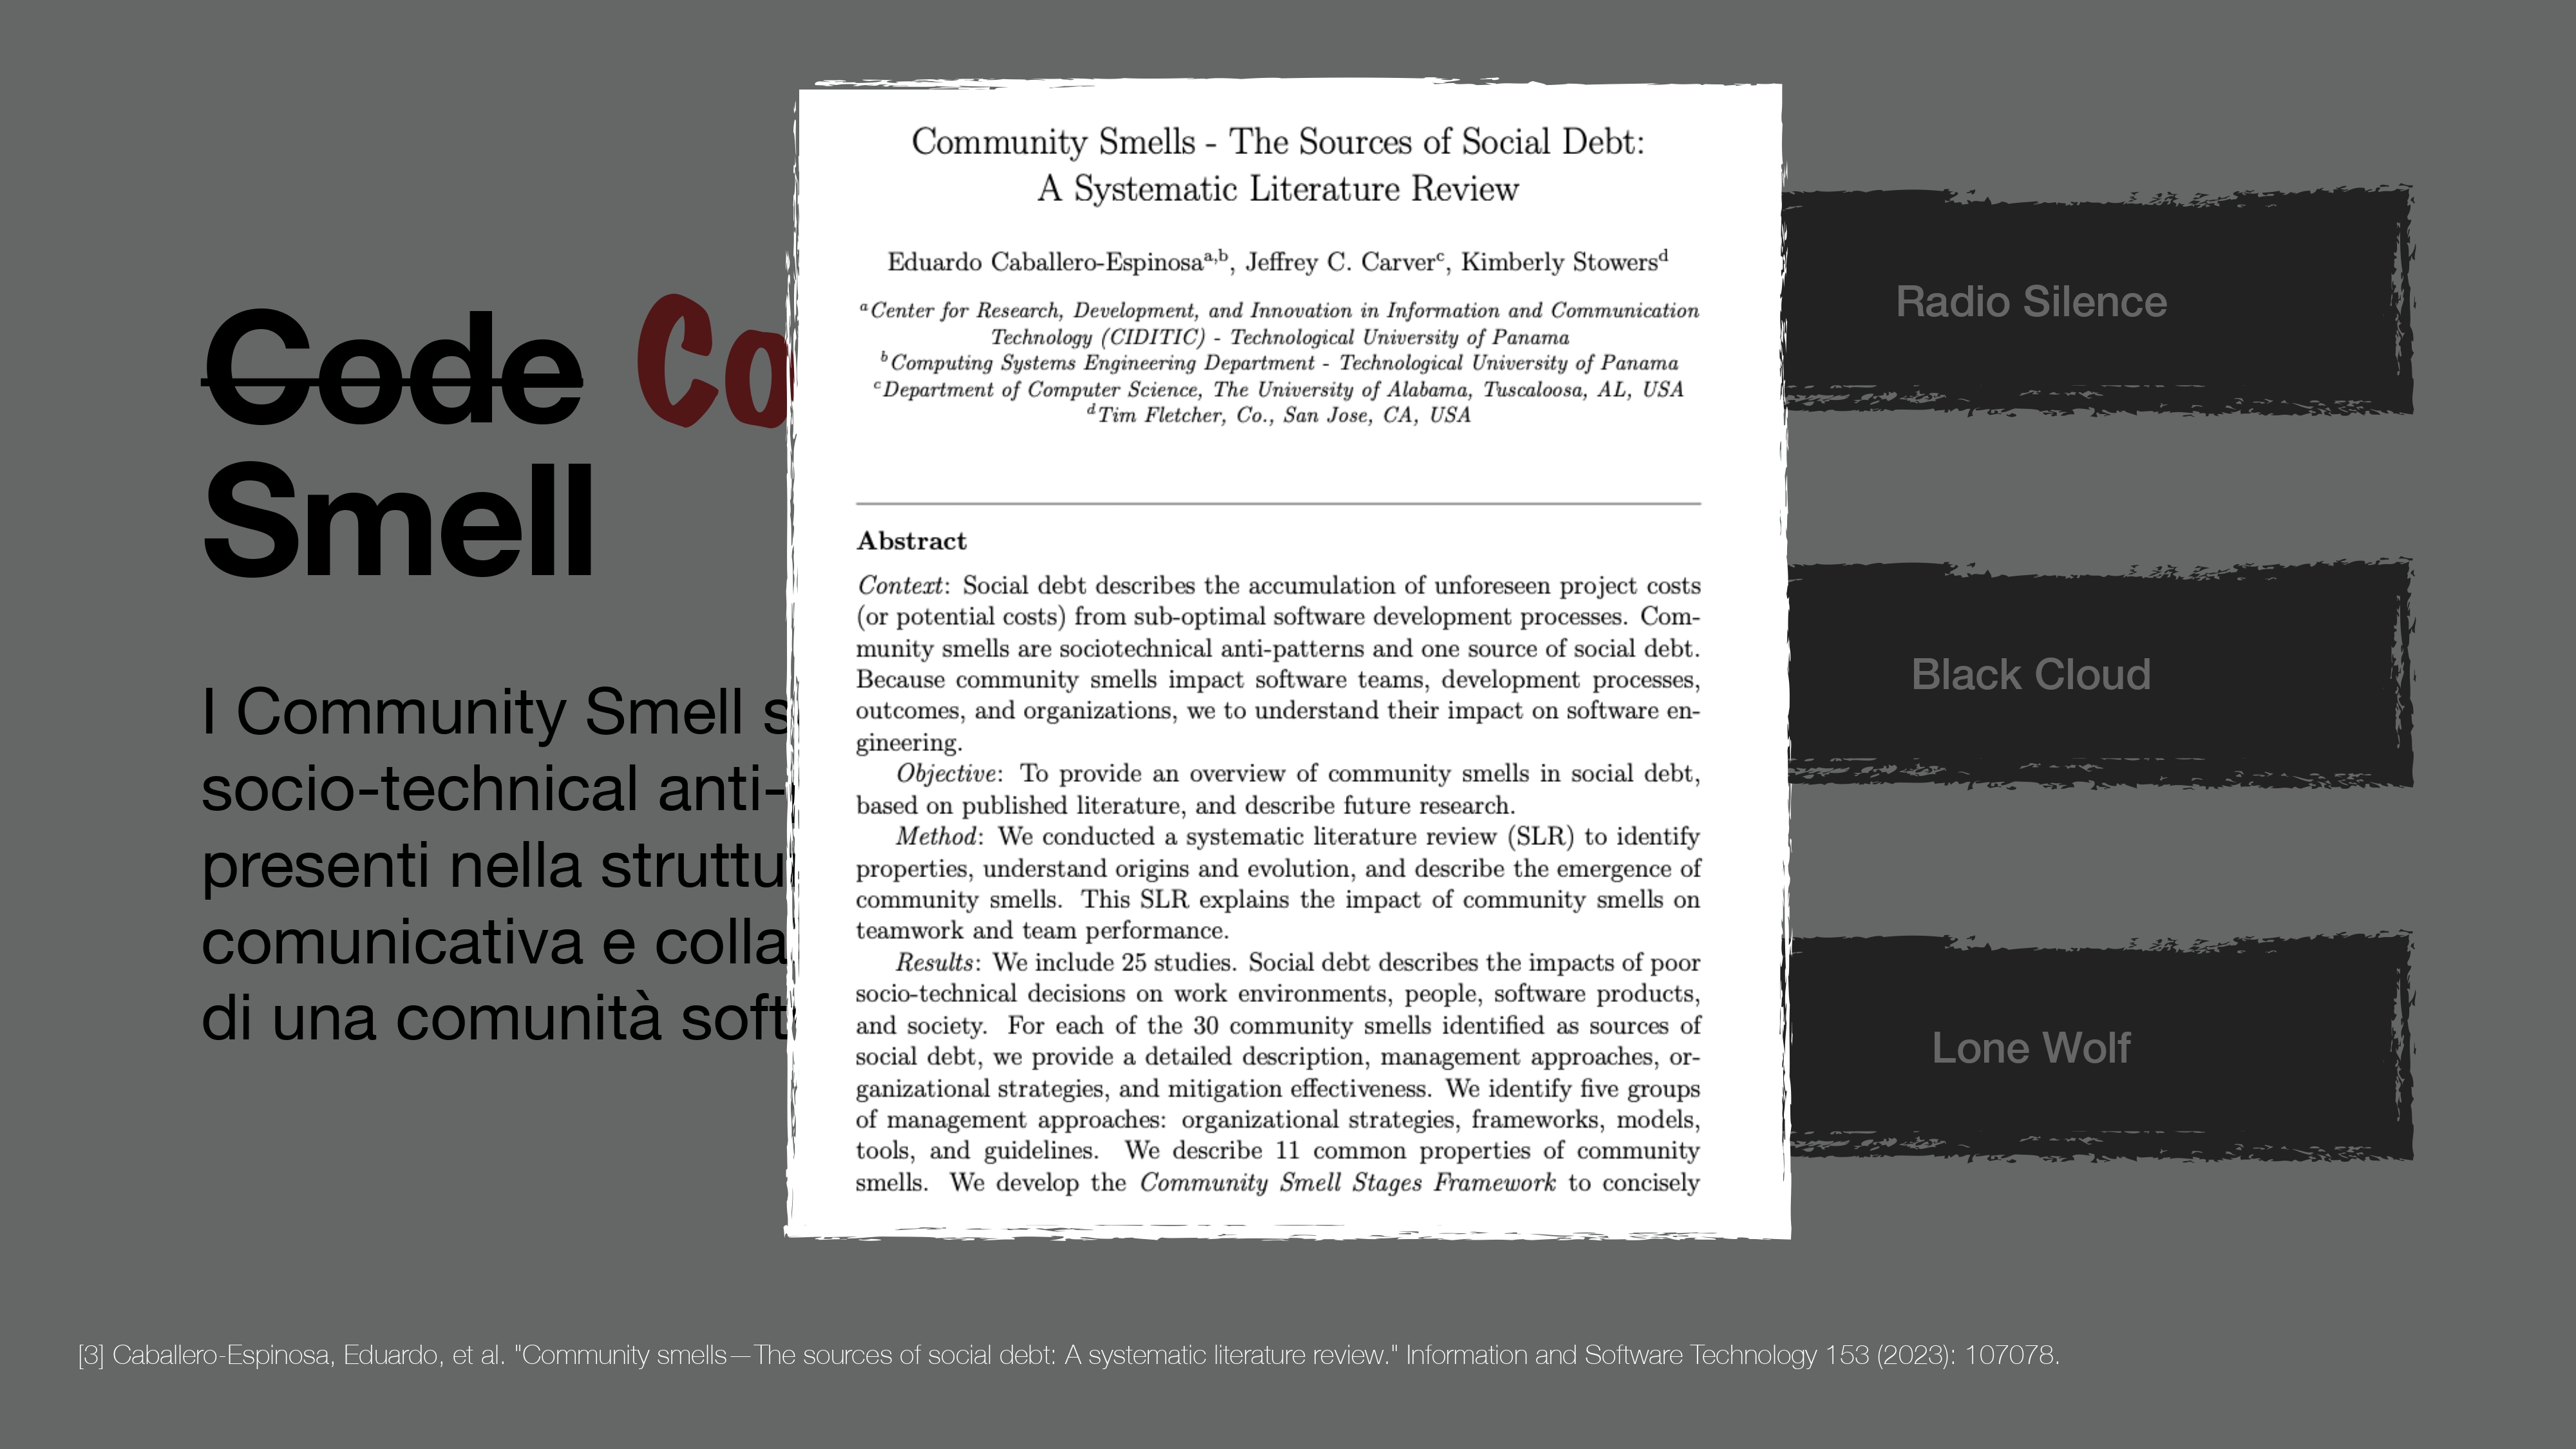 Code Co
Smell
I Community Smell s
socio-technical anti-
presenti nella struttu
comunicativa e colla
di una comunità soft
Community Smells - The Sources of Social Debt:
A Systematic Literature Review
Eduardo Caballero-Espinosaa,b, Jeffrey C. Carverc, Kimberly Stowersd
aCenter for Research, Development, and Innovation in Information and Communication
Technology (CIDITIC) - Technological University of Panama
bComputing Systems Engineering Department - Technological University of Panama
cDepartment of Computer Science, The University of Alabama, Tuscaloosa, AL, USA
dTim Fletcher, Co., San Jose, CA, USA
Abstract
Context: Social debt describes the accumulation of unforeseen project costs
(or potential costs) from sub-optimal software development processes. Com-
munity smells are sociotechnical anti-patterns and one source of social debt.
Because community smells impact software teams, development processes,
outcomes, and organizations, we to understand their impact on software en-
gineering.
Objective: To provide an overview of community smells in social debt,
based on published literature, and describe future research.
Method: We conducted a systematic literature review (SLR) to identify
properties, understand origins and evolution, and describe the emergence of
community smells. This SLR explains the impact of community smells on
teamwork and team performance.
Results: We include 25 studies. Social debt describes the impacts of poor
socio-technical decisions on work environments, people, software products,
and society. For each of the 30 community smells identified as sources of
social debt, we provide a detailed description, management approaches, or-
ganizational strategies, and mitigation effectiveness. We identify five groups
of management approaches: organizational strategies, frameworks, models,
tools, and guidelines. We describe 11 common properties of community
smells. We develop the Community Smell Stages Framework to concisely
Radio Silence
Black Cloud
Lone Wolf
[3] Caballero-Espinosa, Eduardo, et al. "Community smells—The sources of social debt: A systematic literature review." Information and Software Technology 153 (2023): 107078.